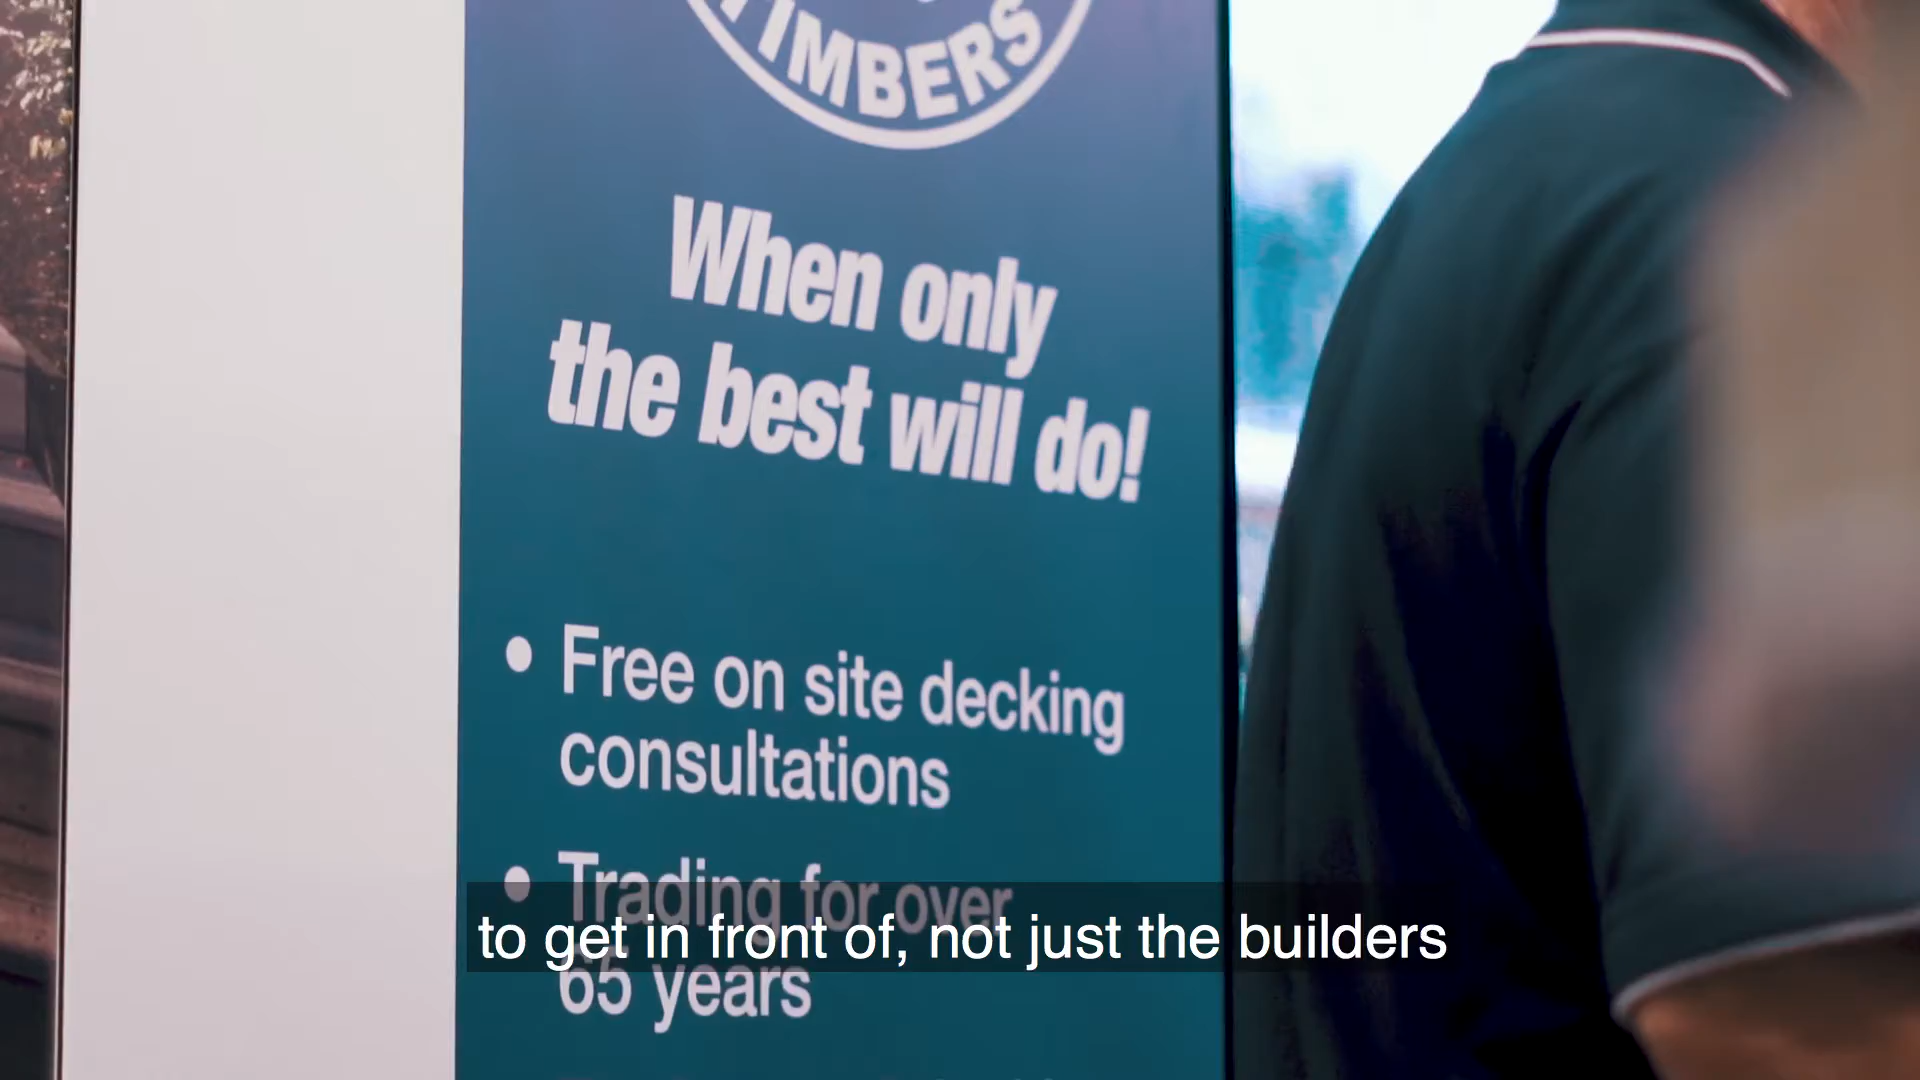 TIMBERS
When only
the best will do!
• Free on site decking
consultations
• Trading for over
65 years
to get in front of, not just the builders